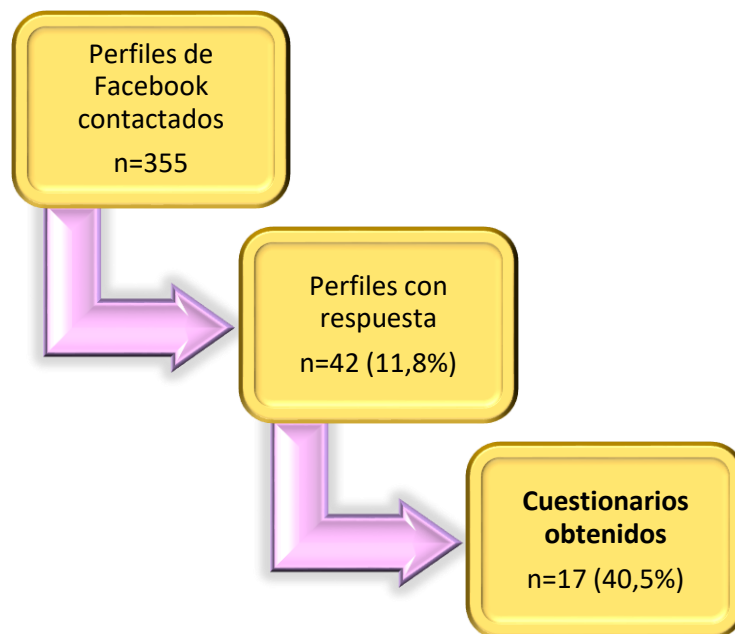 Perfiles de
Facebook
contactados
n=355
Perfiles con
respuesta
n=42 (11,8%)
Cuestionarios
obtenidos
n=17 (40,5%)